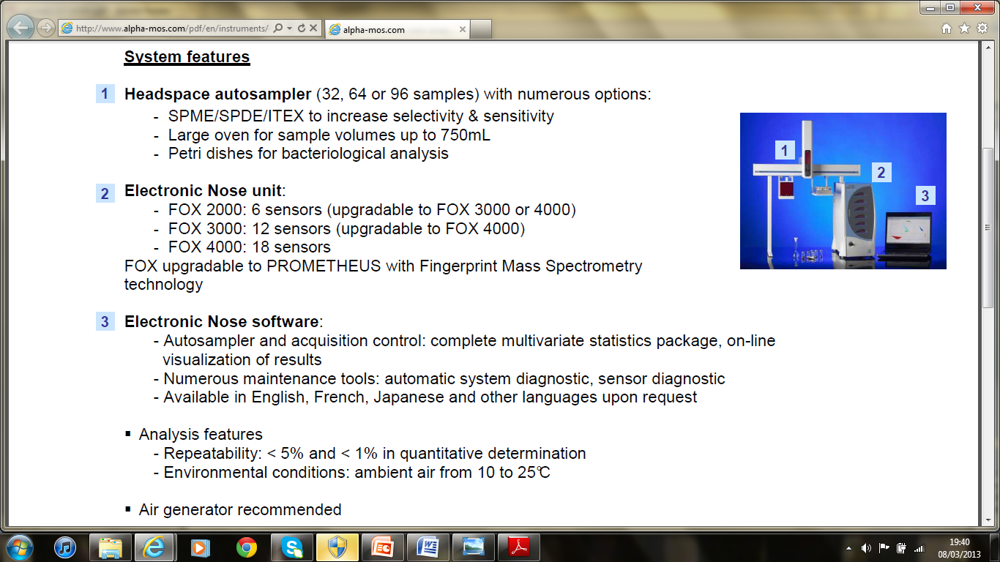 http://www.alpha-mos.com/pdf/en/instruments/
alpha-mos.com
System features
1 Headspace autosampler (32, 64 or 96 samples) with numerous options:
- SPME/SPDE/ITEX to increase selectivity & sensitivity
- Large oven for sample volumes up to 750mL
- Petri dishes for bacteriological analysis
2 Electronic Nose unit:
- FOX 2000: 6 sensors (upgradable to FOX 3000 or 4000)
- FOX 3000: 12 sensors (upgradable to FOX 4000)
- FOX 4000: 18 sensors
FOX upgradable to PROMETHEUS with Fingerprint Mass Spectrometry
technology
1
2
3
3 Electronic Nose software:
- Autosampler and acquisition control: complete multivariate statistics package, on-line
visualization of results
- Numerous maintenance tools: automatic system diagnostic, sensor diagnostic
- Available in English, French, Japanese and other languages upon request
▪ Analysis features
- Repeatability: < 5% and < 1% in quantitative determination
- Environmental conditions: ambient air from 10 to 25°C
▪ Air generator recommended
19:40
08/03/2013